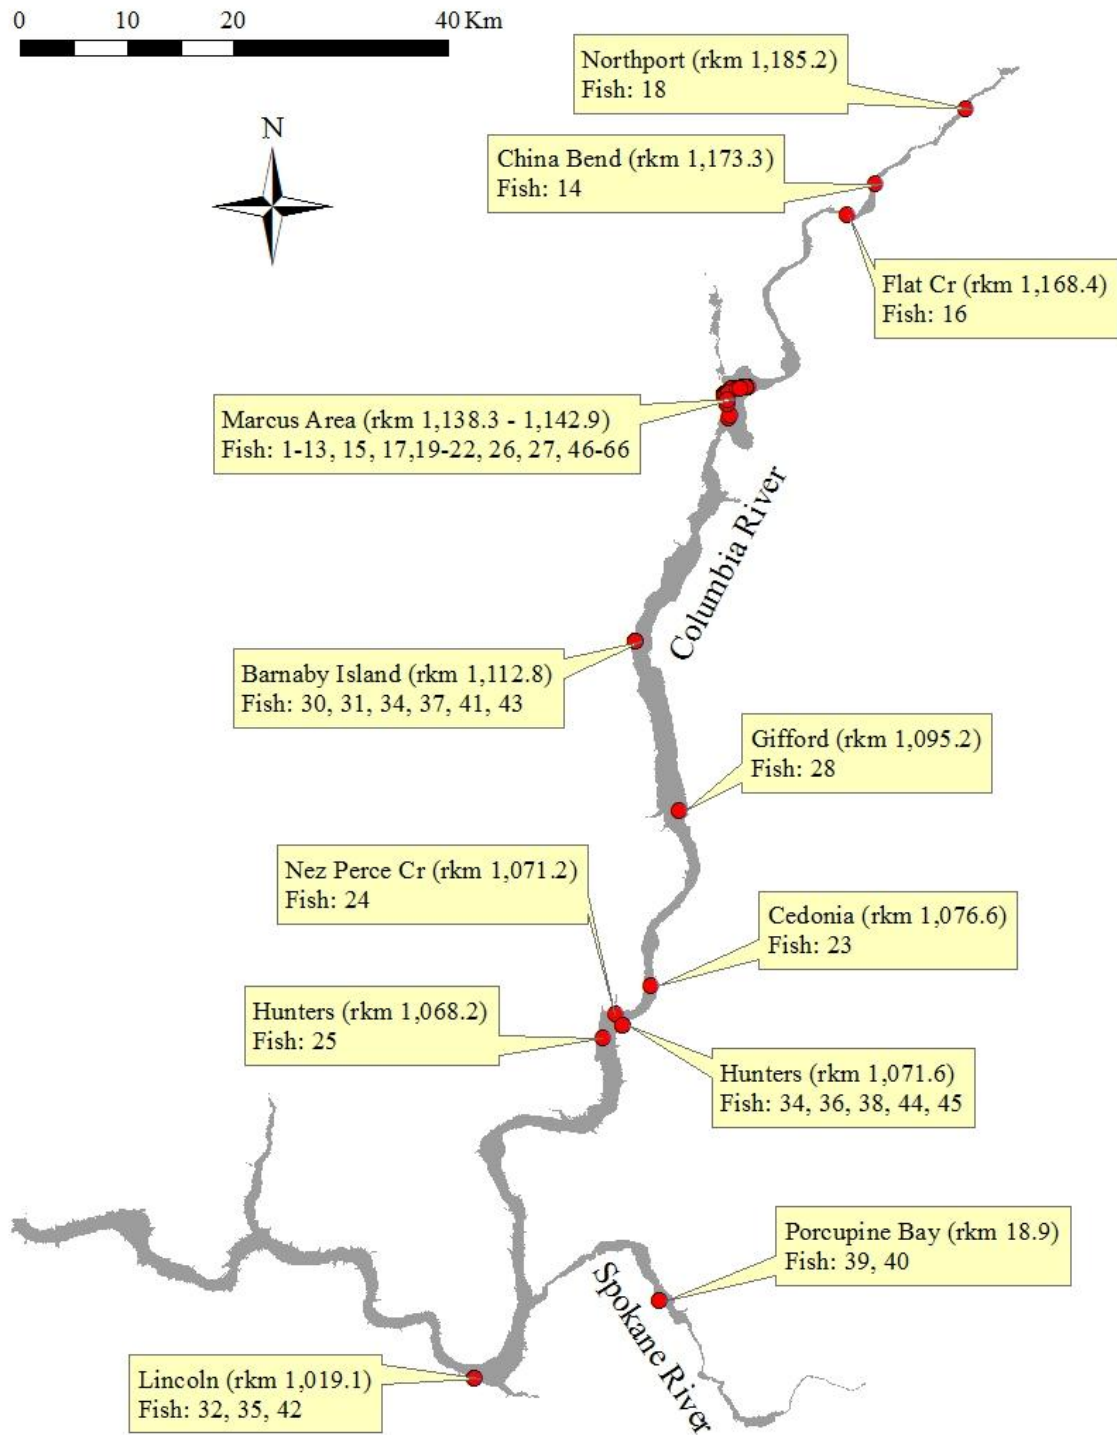 0 10 20 40 Km
N
Northport (rkm 1,185.2)
Fish: 18
China Bend (rkm 1,173.3)
Fish: 14
Flat Cr (rkm 1,168.4)
Fish: 16
Marcus Area (rkm 1,138.3 - 1,142.9)
Fish: 1-13, 15, 17,19-22, 26, 27, 46-66
Columbia River
Barnaby Island (rkm 1,112.8)
Fish: 30, 31, 34, 37, 41, 43
Gifford (rkm 1,095.2)
Fish: 28
Nez Perce Cr (rkm 1,071.2)
Fish: 24
Cedonia (rkm 1,076.6)
Fish: 23
Hunters (rkm 1,068.2)
Fish: 25
Hunters (rkm 1,071.6)
Fish: 34, 36, 38, 44, 45
Porcupine Bay (rkm 18.9)
Fish: 39, 40
Spokane River
Lincoln (rkm 1,019.1)
Fish: 32, 35, 42